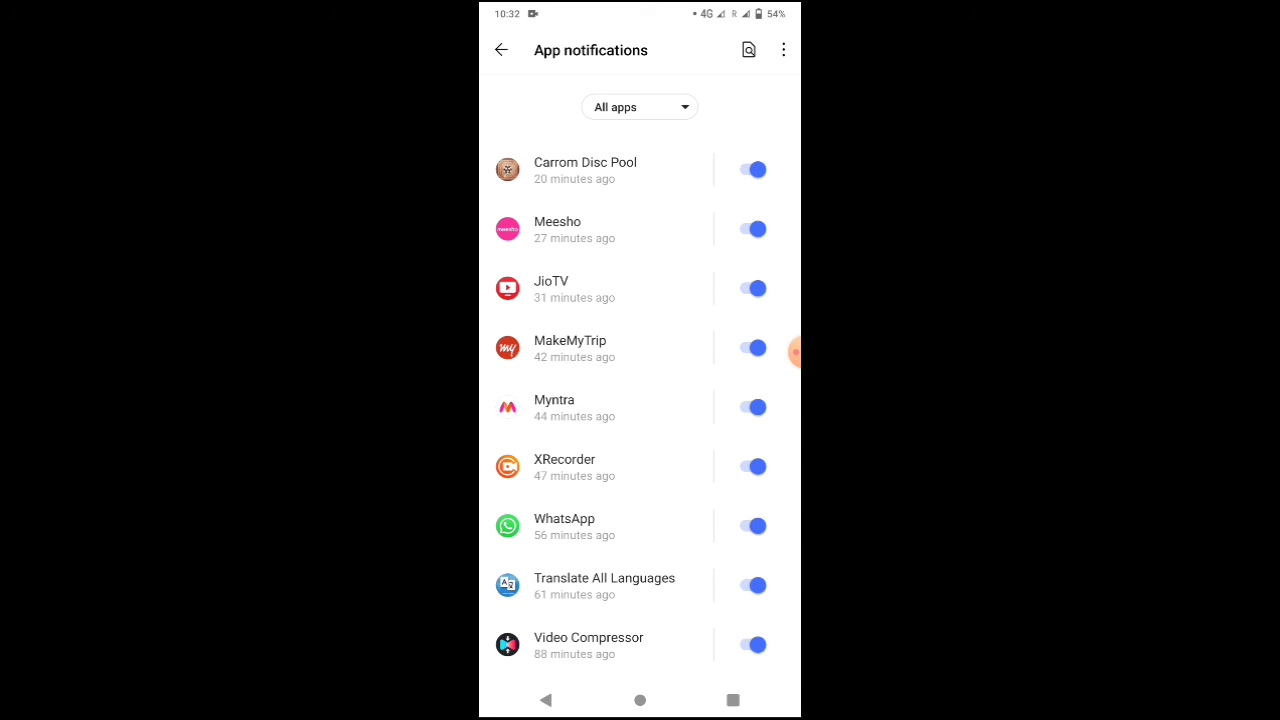 10:32 4G R 54%
App notifications
All apps
Carrom Disc Pool
20 minutes ago
Meesho
meesho
27 minutes ago
JioTV
31 minutes ago
MakeMyTrip
my
42 minutes ago
Myntra
44 minutes ago
XRecorder
47 minutes ago
WhatsApp
56 minutes ago
Translate All Languages
A
61 minutes ago
Video Compressor
88 minutes ago